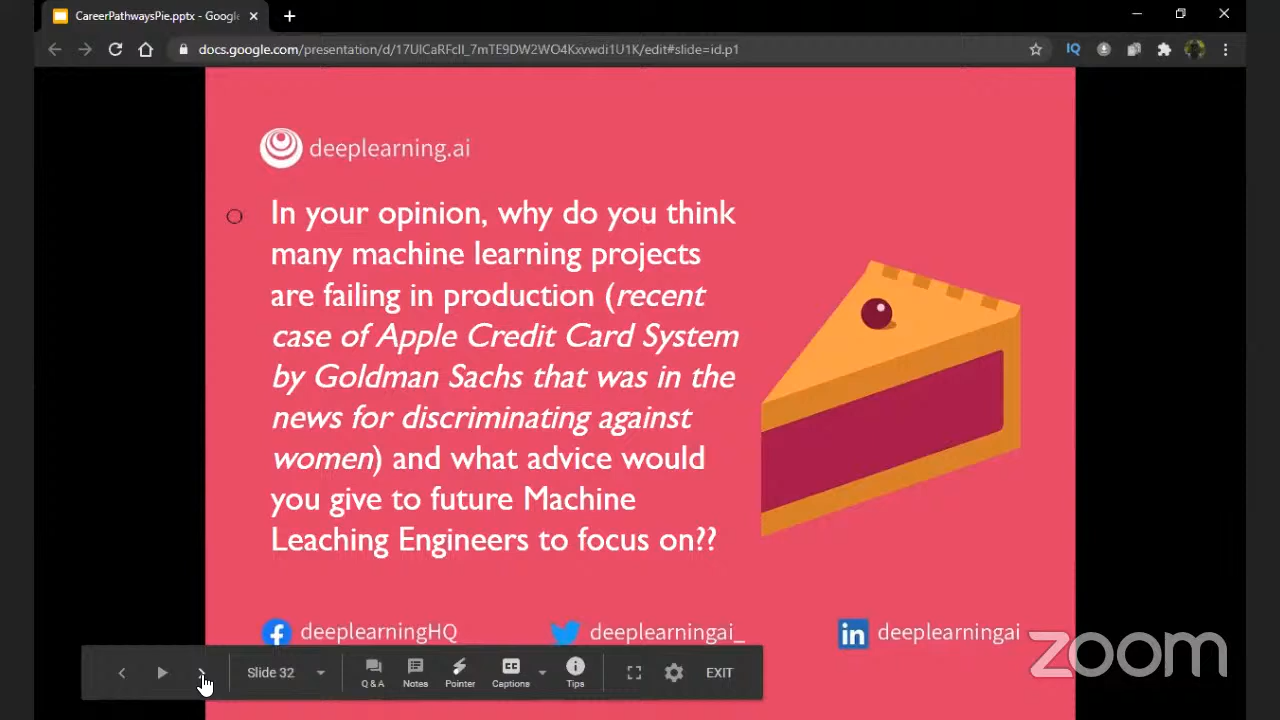 CareerPathwaysPie.pptx - Google
docs.google.com/presentation/d/17UlCaRFcII_7mTE9DW2WO4Kxvwdi1U1K/edit#slide=id.p1
IQ
deeplearning.ai
In your opinion, why do you think
many machine learning projects
are failing in production (recent
case of Apple Credit Card System
by Goldman Sachs that was in the
news for discriminating against
women) and what advice would
you give to future Machine
Leaching Engineers to focus on??
deeplearningHQ
deeplearningai_
deeplearningai
zoom
Slide 32
Q & A
Notes
Pointer
CC
Captions
Tips
EXIT